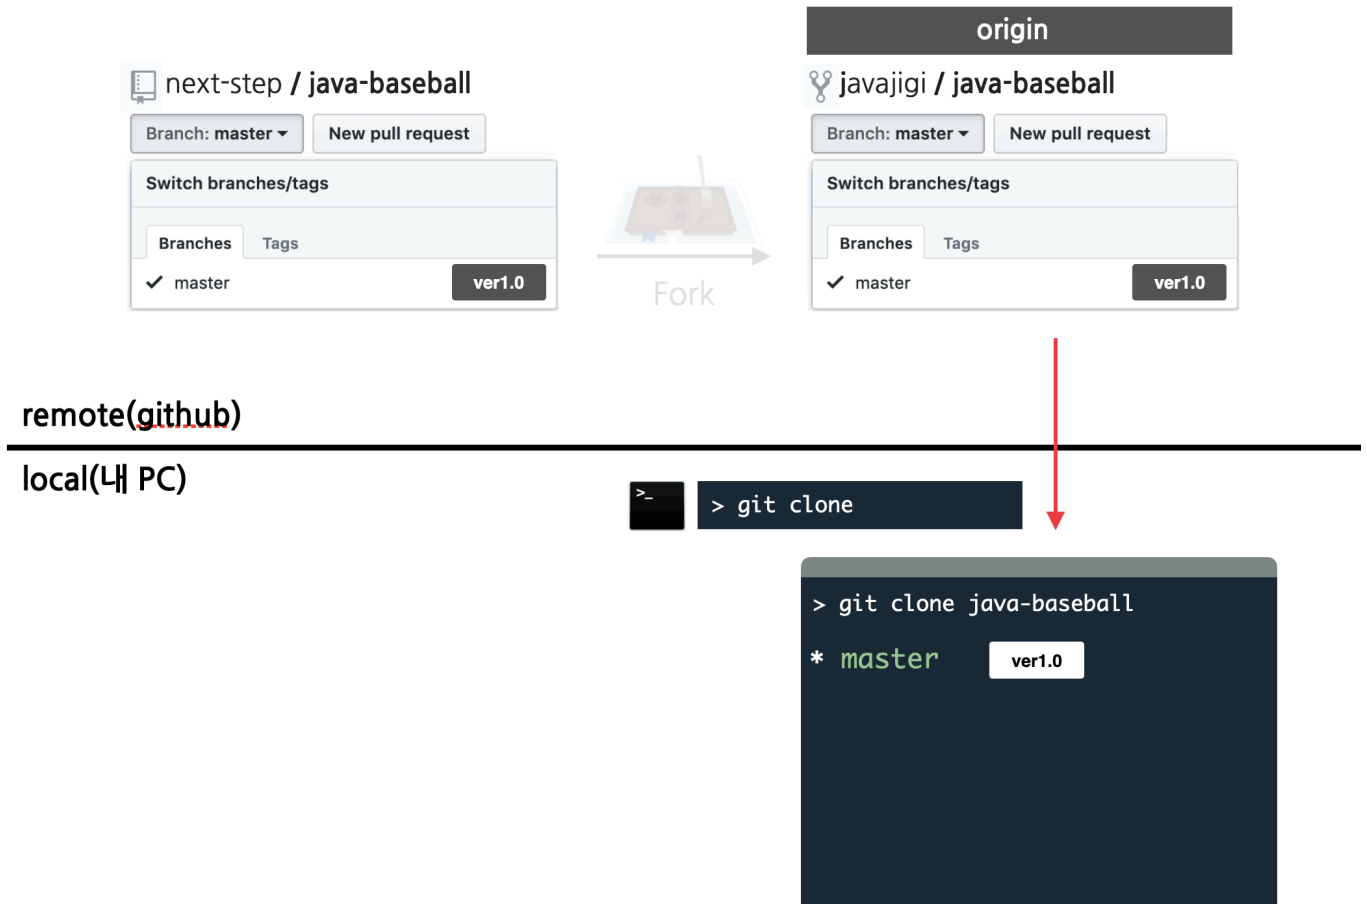 origin
next-step / java-baseball
Branch: master
New pull request
Switch branches/tags
Branches
Tags
master
ver1.0
Fork
javajigi / java-baseball
Branch: master
New pull request
Switch branches/tags
Branches
Tags
master
ver1.0
remote(github)
local(내 PC)
>_
> git clone
> git clone java-baseball
* master
ver1.0